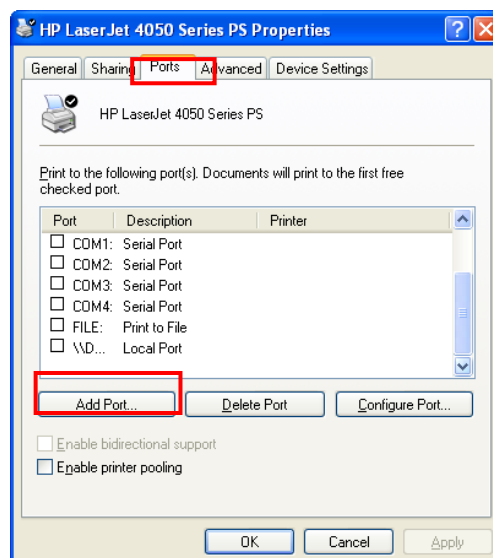 HP LaserJet 4050 Series PS Properties
General Sharing Ports Advanced Device Settings
HP LaserJet 4050 Series PS
Print to the following port(s). Documents will print to the first free
checked port.
Port Description Printer
COM1: Serial Port
COM2: Serial Port
COM3: Serial Port
COM4: Serial Port
FILE: Print to File
\\D... Local Port
Add Port... Delete Port Configure Port...
Enable bidirectional support
Enable printer pooling
OK Cancel Apply